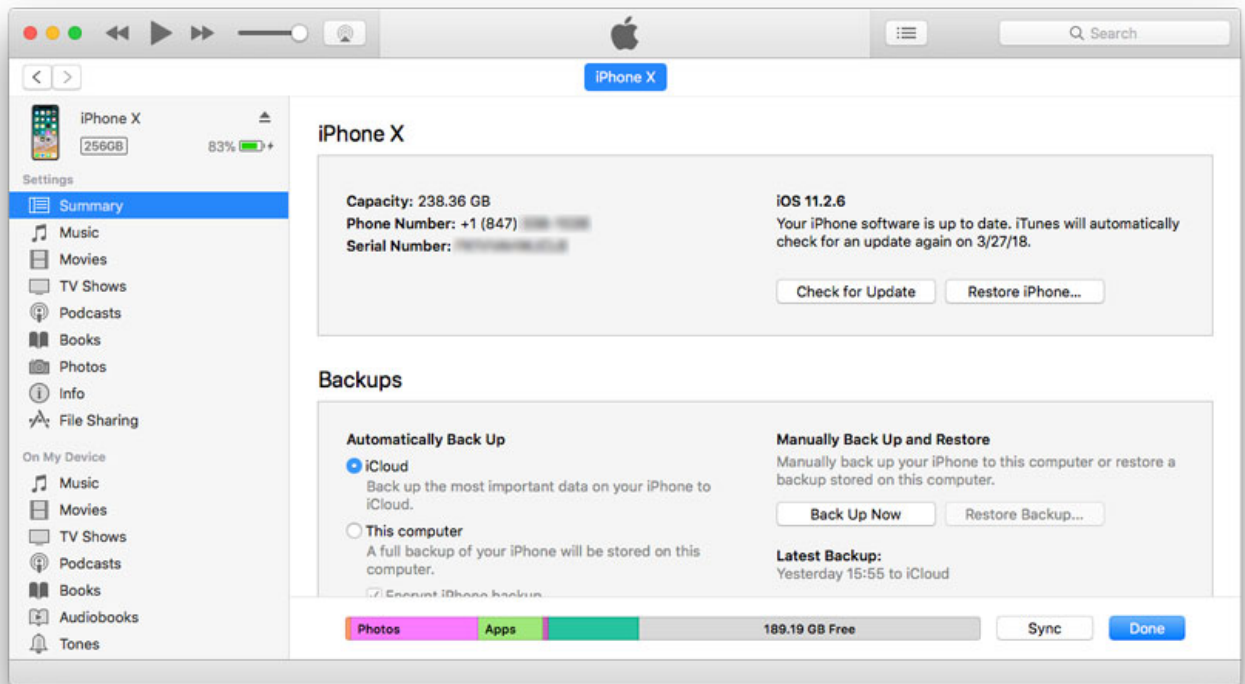 Search
iPhone X
iPhone X
256GB
83%
Settings
Summary
Music
Movies
TV Shows
Podcasts
Books
Photos
Info
File Sharing
On My Device
Music
Movies
TV Shows
Podcasts
Books
Audiobooks
Tones
iPhone X
Capacity: 238.36 GB
Phone Number: +1 (847)
Serial Number:
iOS 11.2.6
Your iPhone software is up to date. iTunes will automatically
check for an update again on 3/27/18.
Check for Update
Restore iPhone...
Backups
Automatically Back Up
iCloud
Back up the most important data on your iPhone to
iCloud.
This computer
A full backup of your iPhone will be stored on this
computer.
Encrypt iPhone backup
Manually Back Up and Restore
Manually back up your iPhone to this computer or restore a
backup stored on this computer.
Back Up Now
Restore Backup...
Latest Backup:
Yesterday 15:55 to iCloud
Photos
Apps
189.19 GB Free
Sync
Done